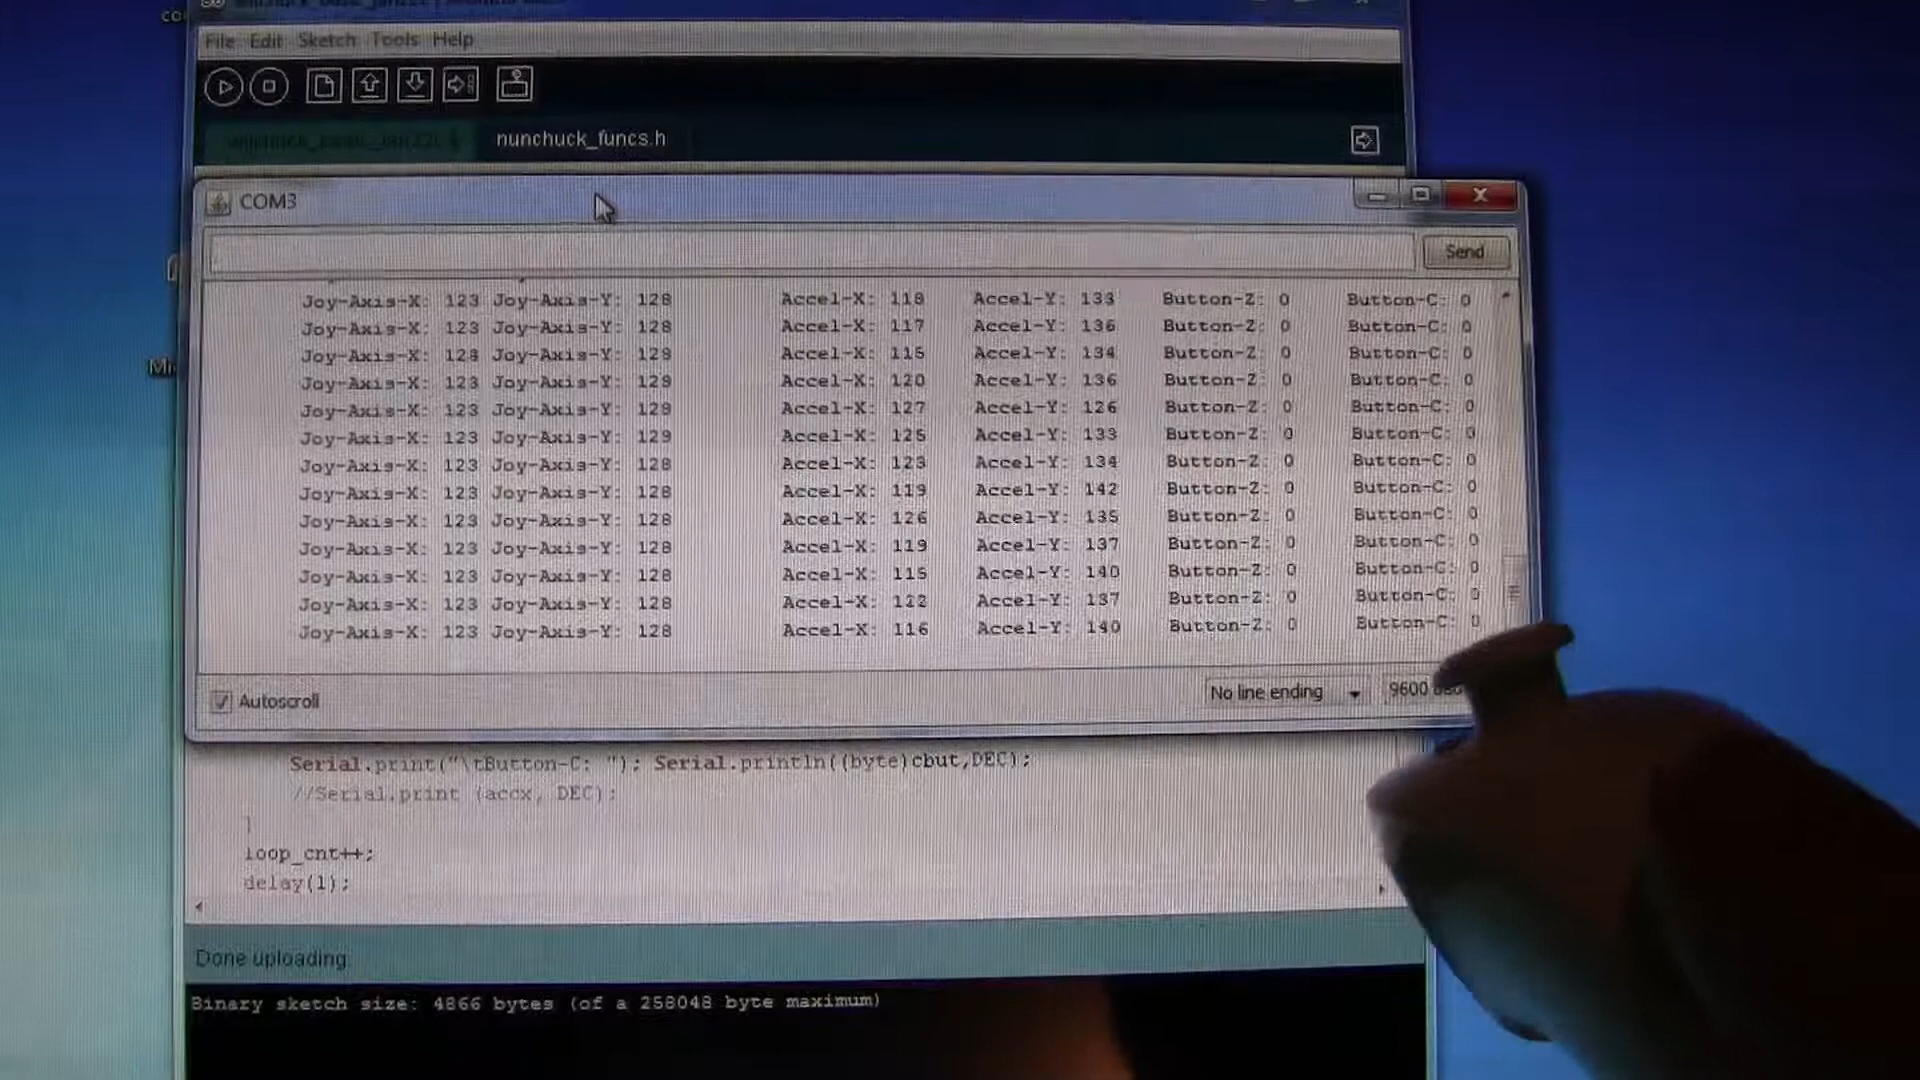 File Edit Sketch Tools Help
nunchuck_funcs.h
COM3
Send
Joy-Axis-X: 123 Joy-Axis-Y: 128 Accel-X: 118 Accel-Y: 133 Button-Z: 0 Button-C: 0
Joy-Axis-X: 123 Joy-Axis-Y: 128 Accel-X: 117 Accel-Y: 136 Button-Z: 0 Button-C: 0
Joy-Axis-X: 123 Joy-Axis-Y: 129 Accel-X: 115 Accel-Y: 134 Button-Z: 0 Button-C: 0
Joy-Axis-X: 123 Joy-Axis-Y: 129 Accel-X: 120 Accel-Y: 136 Button-Z: 0 Button-C: 0
Joy-Axis-X: 123 Joy-Axis-Y: 129 Accel-X: 127 Accel-Y: 126 Button-Z: 0 Button-C: 0
Joy-Axis-X: 123 Joy-Axis-Y: 129 Accel-X: 125 Accel-Y: 133 Button-Z: 0 Button-C: 0
Joy-Axis-X: 123 Joy-Axis-Y: 128 Accel-X: 123 Accel-Y: 134 Button-Z: 0 Button-C: 0
Joy-Axis-X: 123 Joy-Axis-Y: 128 Accel-X: 119 Accel-Y: 142 Button-Z: 0 Button-C: 0
Joy-Axis-X: 123 Joy-Axis-Y: 128 Accel-X: 126 Accel-Y: 135 Button-Z: 0 Button-C: 0
Joy-Axis-X: 123 Joy-Axis-Y: 128 Accel-X: 119 Accel-Y: 137 Button-Z: 0 Button-C: 0
Joy-Axis-X: 123 Joy-Axis-Y: 128 Accel-X: 115 Accel-Y: 140 Button-Z: 0 Button-C: 0
Joy-Axis-X: 123 Joy-Axis-Y: 128 Accel-X: 122 Accel-Y: 137 Button-Z: 0 Button-C: 0
Joy-Axis-X: 123 Joy-Axis-Y: 128 Accel-X: 116 Accel-Y: 140 Button-Z: 0 Button-C: 0
Autoscroll No line ending 9600
Serial.print("\tButton-C: "); Serial.println((byte)cbut,DEC);
//Serial.print (accx, DEC);
}
loop_cnt++;
delay(1);
Done uploading.
Binary sketch size: 4866 bytes (of a 258048 byte maximum)